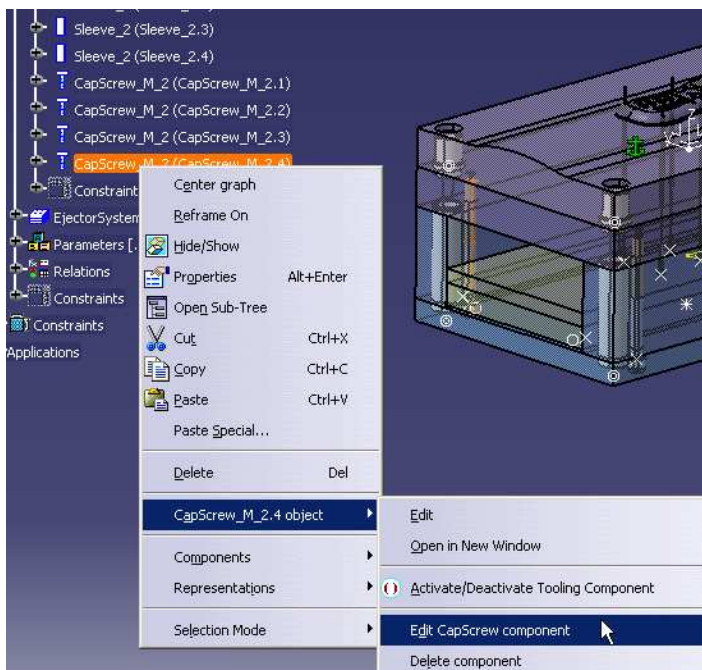 Sleeve_2 (Sleeve_2.3)
Sleeve_2 (Sleeve_2.4)
CapScrew_M_2 (CapScrew_M_2.1)
CapScrew_M_2 (CapScrew_M_2.2)
CapScrew_M_2 (CapScrew_M_2.3)
CapScrew_M_2 (CapScrew_M_2.4)
Constraint
EjectorSystem
Parameters [.
Relations
Constraints
Constraints
Applications
Center graph
Reframe On
Hide/Show
Properties Alt+Enter
Open Sub-Tree
Cut Ctrl+X
Copy Ctrl+C
Paste Ctrl+V
Paste Special...
Delete Del
CapScrew_M_2.4 object
Components
Representations
Selection Mode
Edit
Open in New Window
Activate/Deactivate Tooling Component
Edit CapScrew component
Delete component